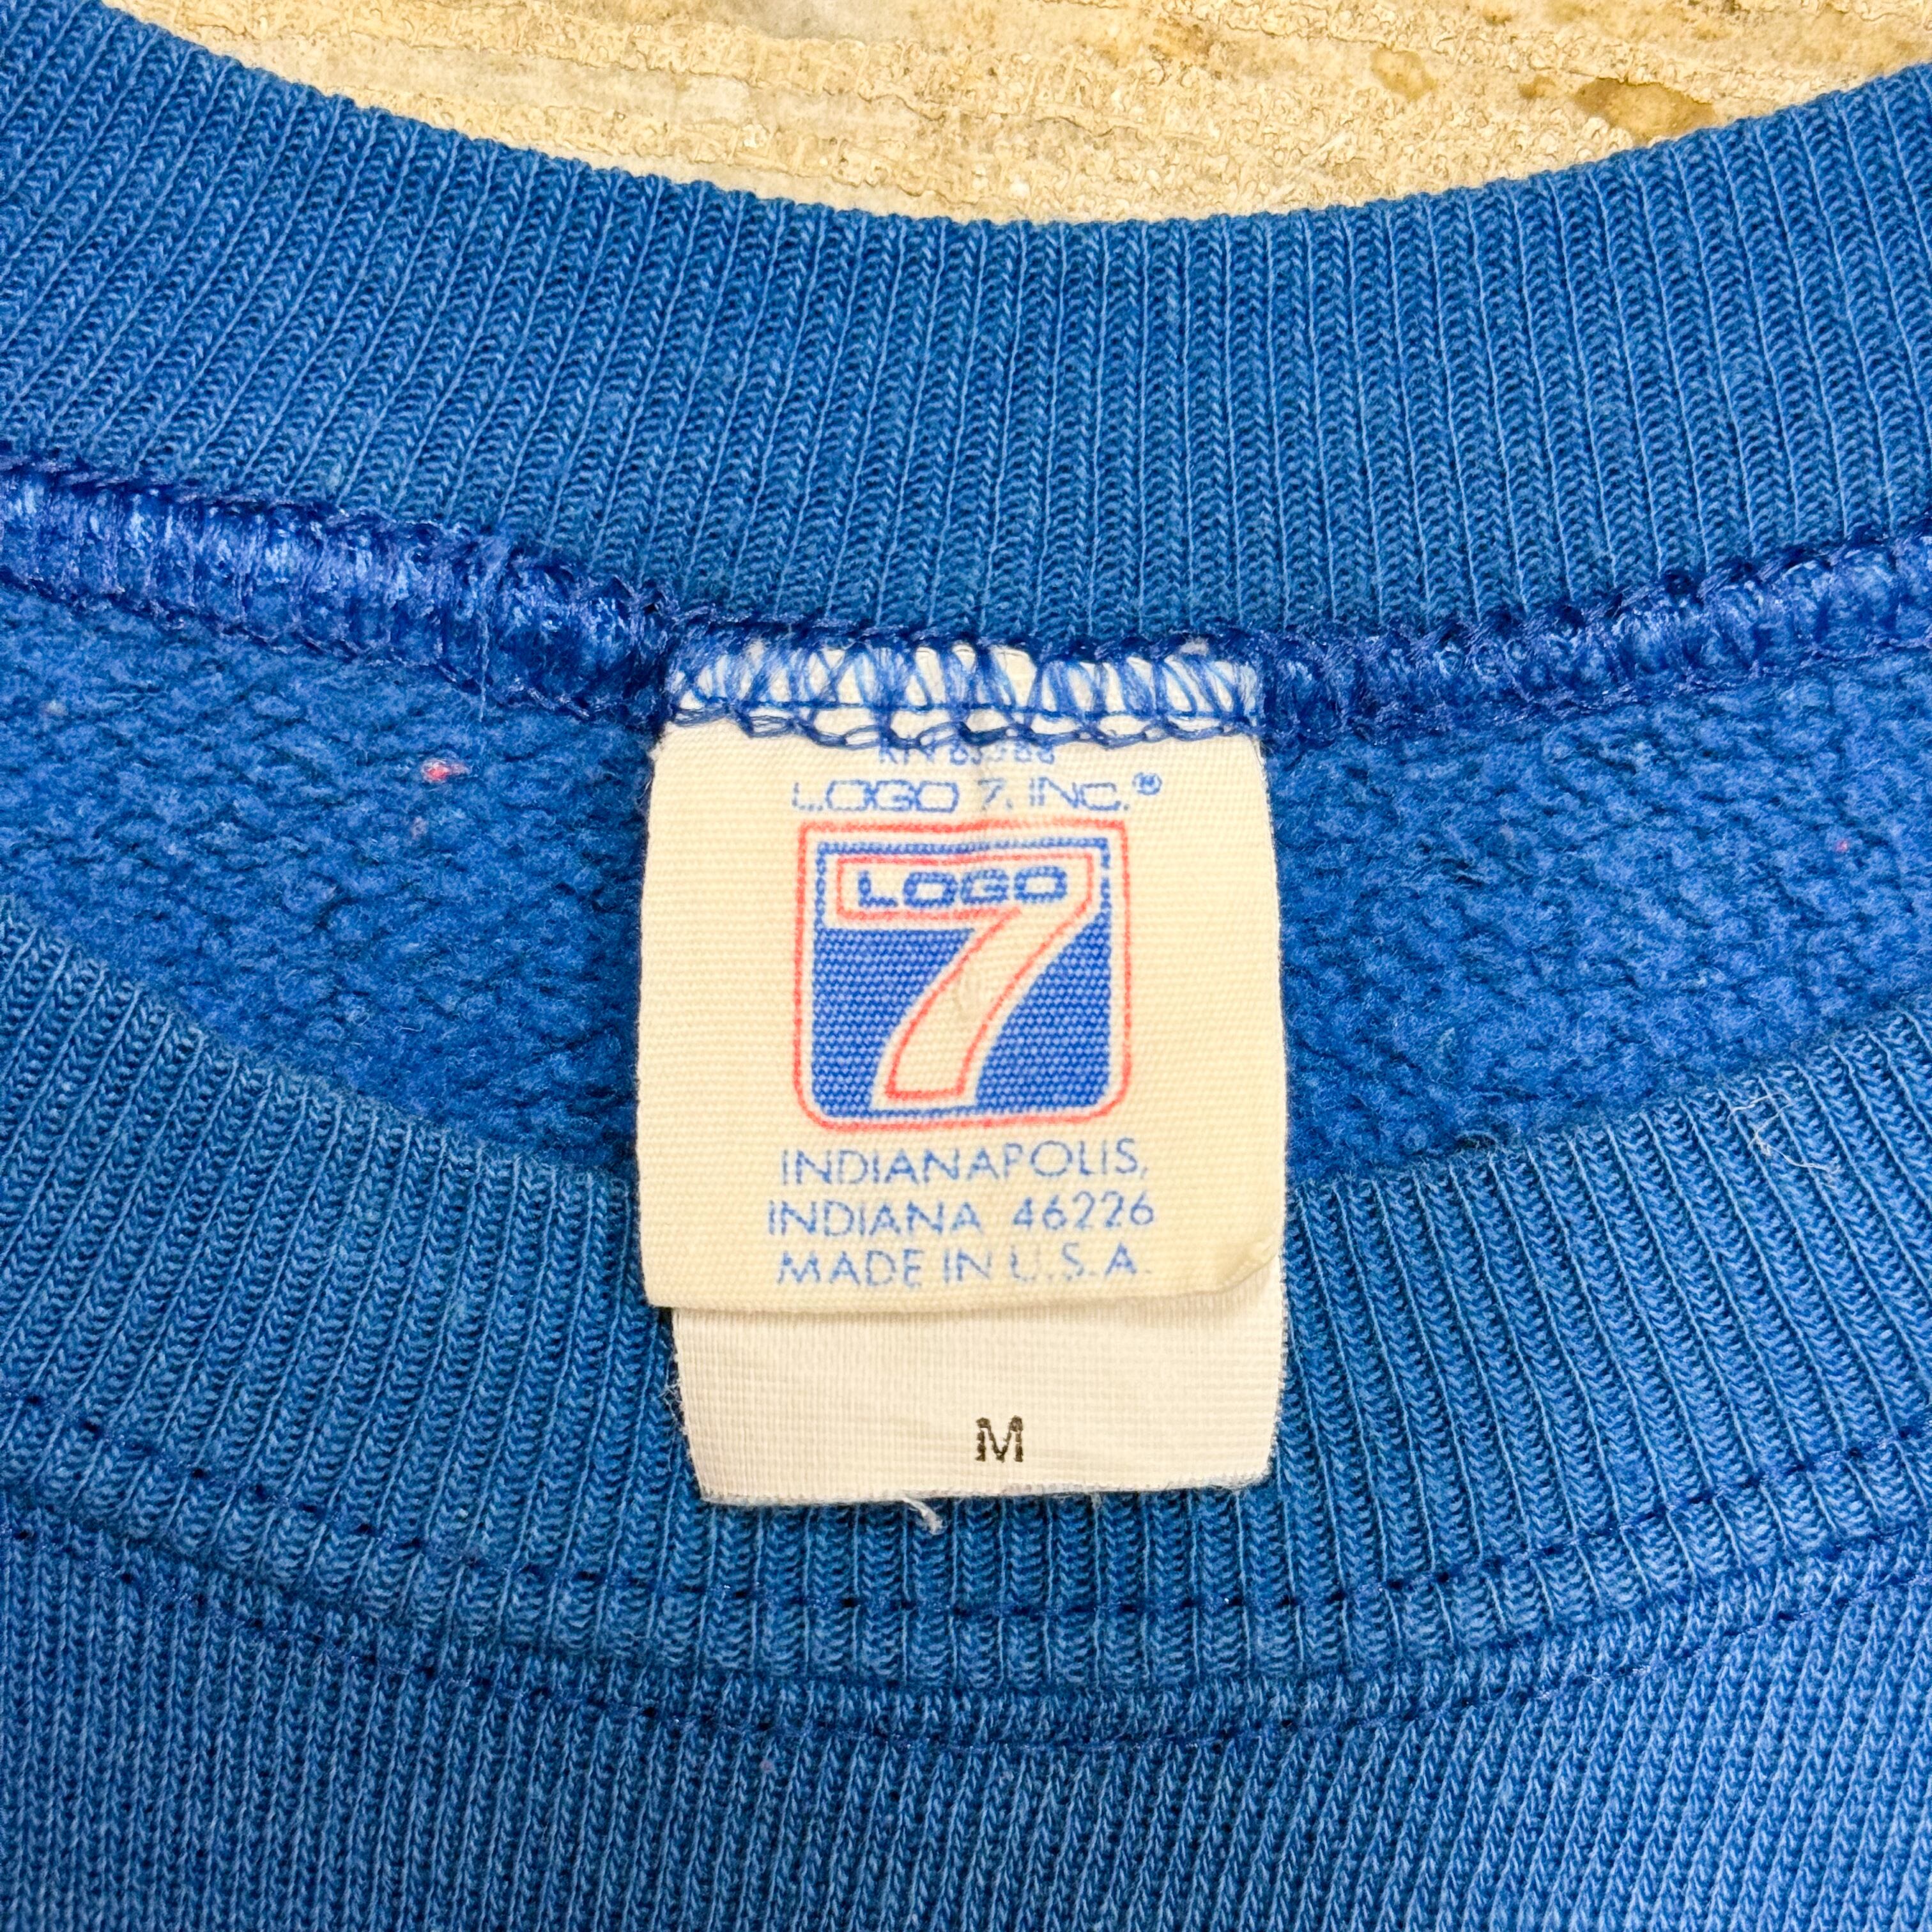 LOGO 7, INC.®
LOGO
7
INDIANAPOLIS,
INDIANA 46226
MADE IN U.S.A.
M